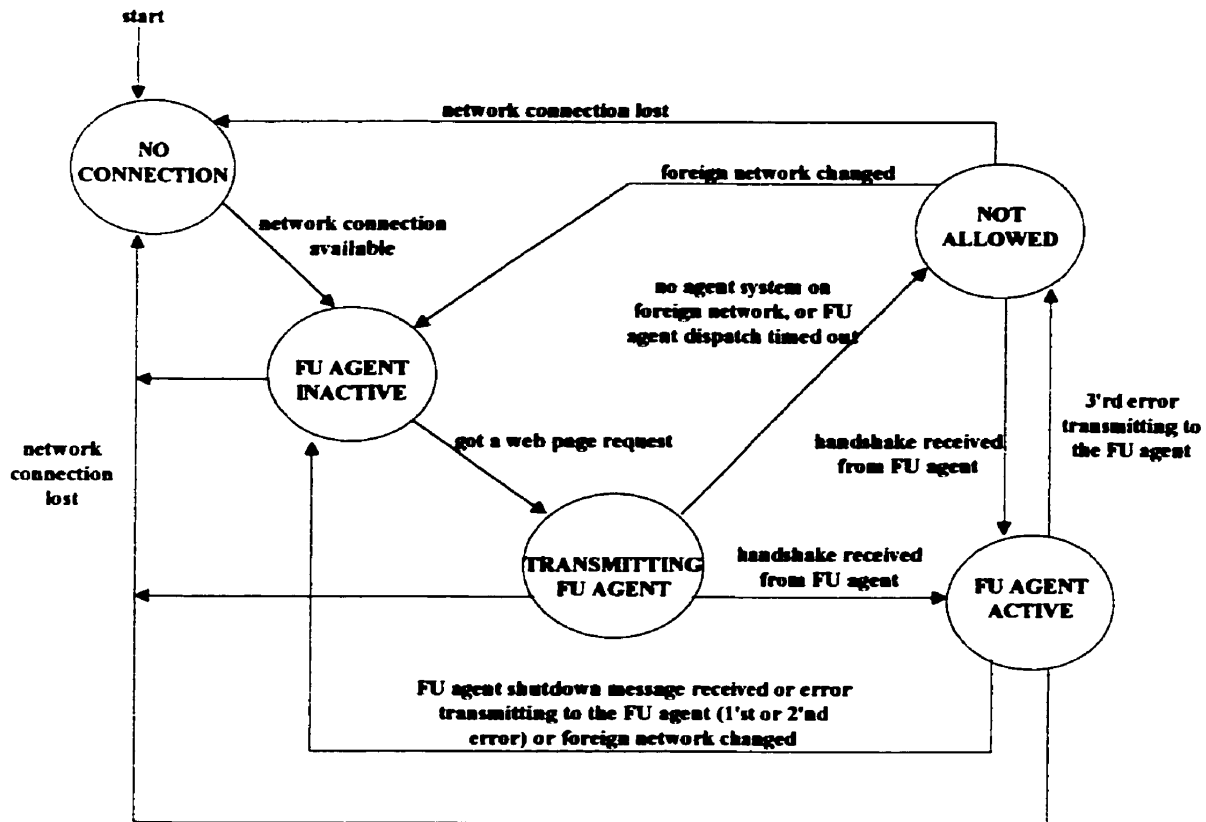 start
network connection lost
NO
CONNECTION
foreign network changed
NOT
ALLOWED
network connection
available
no agent system on
foreign network, or FU
agent dispatch timed out
FU AGENT
INACTIVE
3'rd error
transmitting to
the FU agent
network
connection
lost
got a web page request
handshake received
from FU agent
TRANSMITTING
FU AGENT
handshake received
from FU agent
FU AGENT
ACTIVE
FU agent shutdown message received or error
transmitting to the FU agent (1'st or 2'nd
error) or foreign network changed